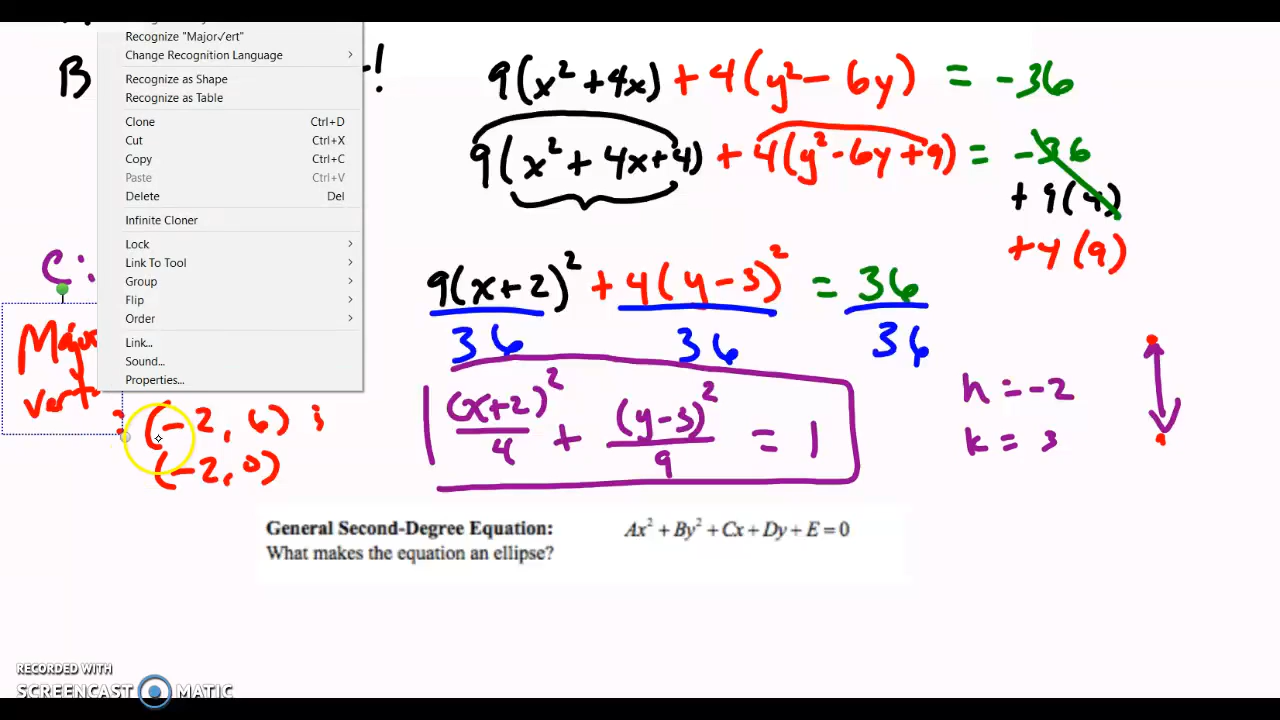 B !
Recognize "Major√ert"
Change Recognition Language
Recognize as Shape
Recognize as Table
Clone Ctrl+D
Cut Ctrl+X
Copy Ctrl+C
Paste Ctrl+V
Delete Del
Infinite Cloner
Lock
Link To Tool
Group
Flip
Order
Link...
Sound...
Properties...
C:
Major
vert
: (-2, 6) ;
(-2, 0)
9(x² + 4x) + 4(y² - 6y) = -36
9(x² + 4x + 4) + 4(y² - 6y + 9) = -36
+ 9(4)
+ 4(9)
9(x+2)² + 4(y-3)² = 36
36 36 36
(x+2)²/4 + (y-3)²/9 = 1
h = -2
k = 3
General Second-Degree Equation: Ax² + By² + Cx + Dy + E = 0
What makes the equation an ellipse?
RECORDED WITH
SCREENCAST MATIC